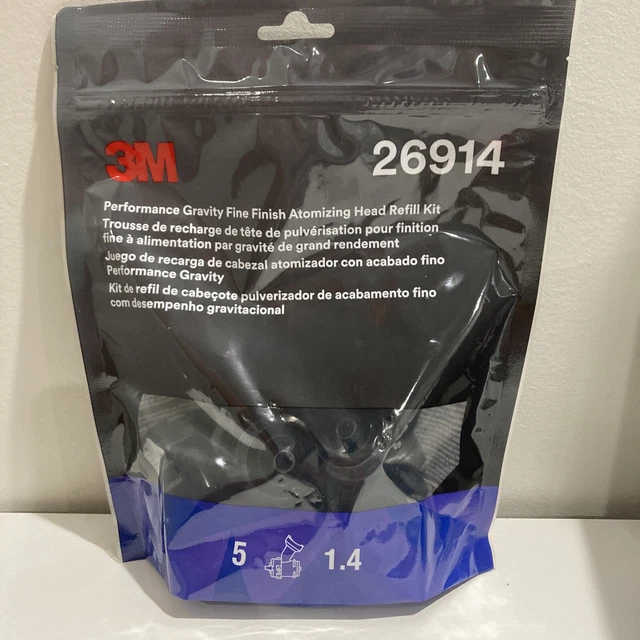 3M
26914
Performance Gravity Fine Finish Atomizing Head Refill Kit
Trousse de recharge de tête de pulvérisation pour finition
fine à alimentation par gravité de grand rendement
Juego de recarga de cabezal atomizador con acabado fino
Performance Gravity
Kit de refil de cabeçote pulverizador de acabamento fino
com desempenho gravitacional
5
1.4